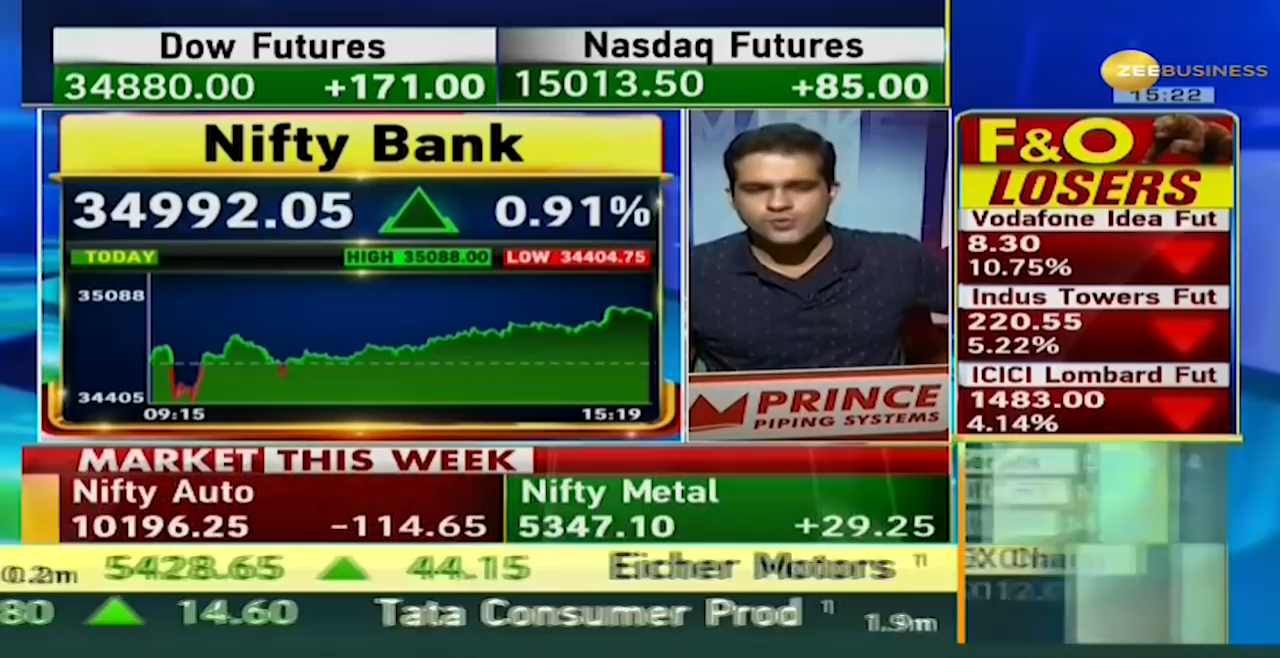 Dow Futures
34880.00 +171.00
Nasdaq Futures
15013.50 +85.00
ZEEBUSINESS
15:22
Nifty Bank
34992.05 0.91%
TODAY HIGH 35088.00 LOW 34404.75
35088
34405
09:15 15:19
MARKET
PRINCE
PIPING SYSTEMS
F&O
LOSERS
Vodafone Idea Fut
8.30
10.75%
Indus Towers Fut
220.55
5.22%
ICICI Lombard Fut
1483.00
4.14%
MARKET THIS WEEK
Nifty Auto
10196.25 -114.65
Nifty Metal
5347.10 +29.25
0.2m 5428.65 44.15 Eicher Motors
80 14.60 Tata Consumer Prod 1.9m